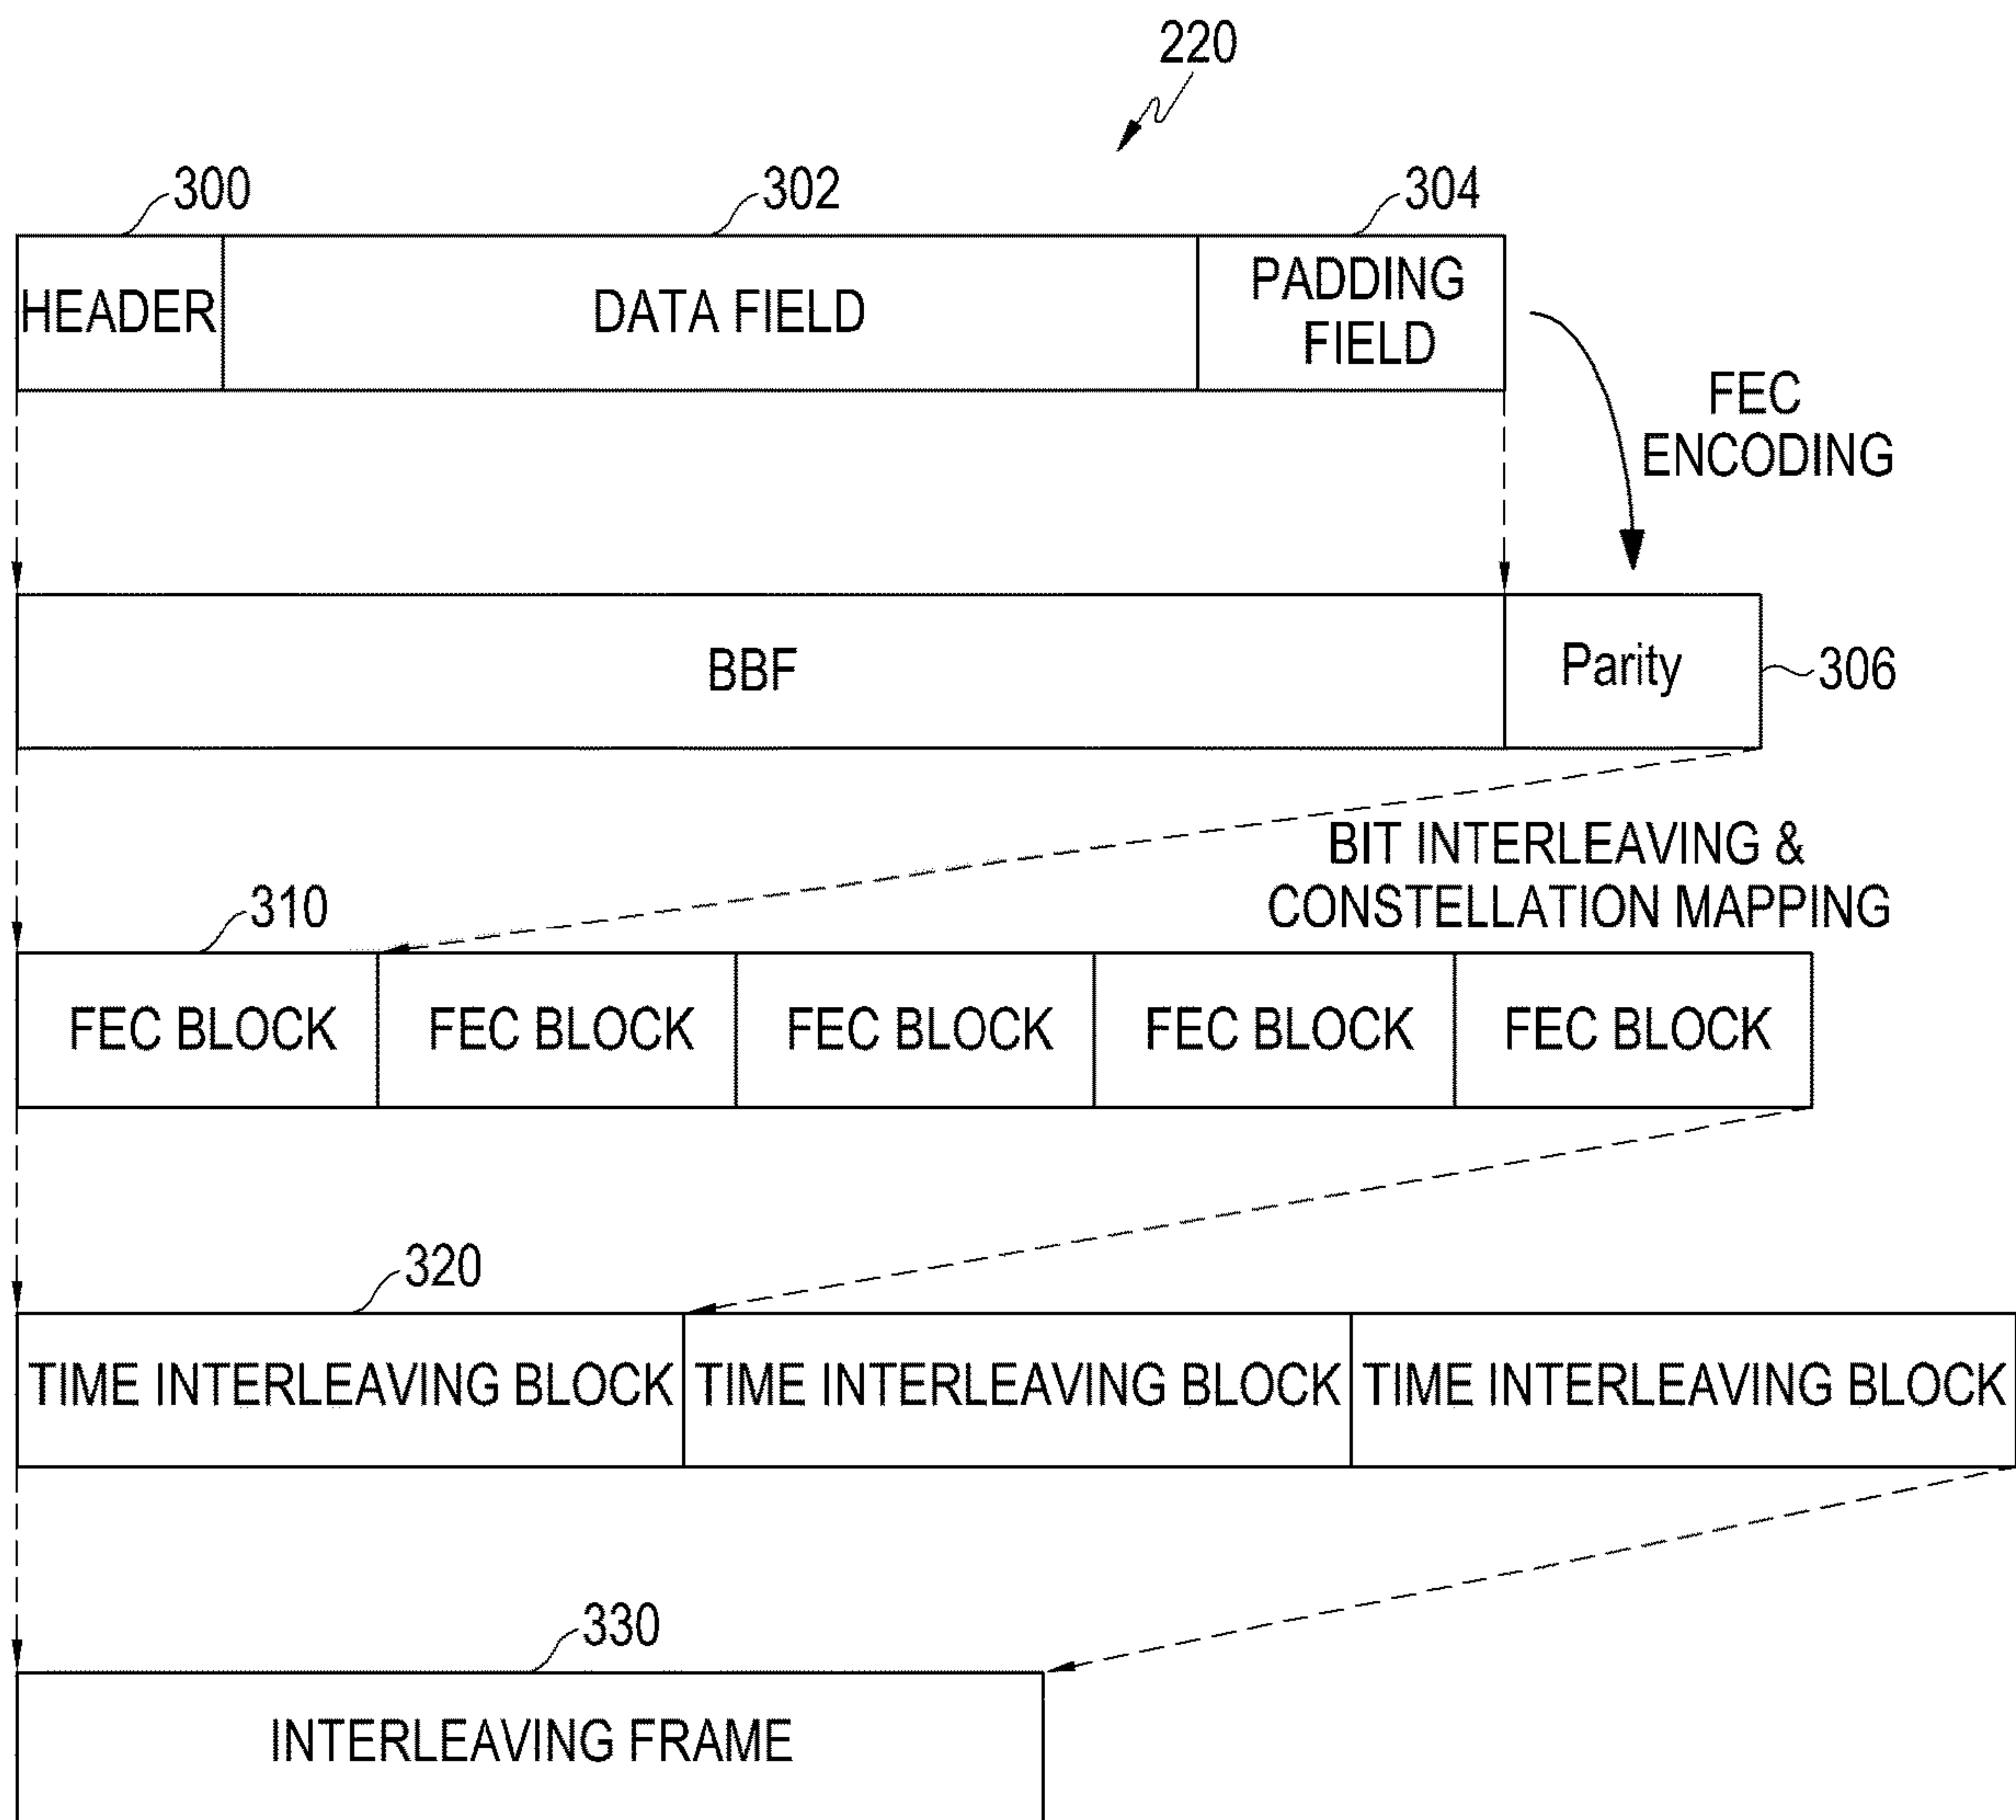 220
300
302
304
HEADER
DATA FIELD
PADDING
FIELD
FEC
ENCODING
BBF
Parity
306
BIT INTERLEAVING &
CONSTELLATION MAPPING
310
FEC BLOCK
FEC BLOCK
FEC BLOCK
FEC BLOCK
FEC BLOCK
320
TIME INTERLEAVING BLOCK
TIME INTERLEAVING BLOCK
TIME INTERLEAVING BLOCK
330
INTERLEAVING FRAME